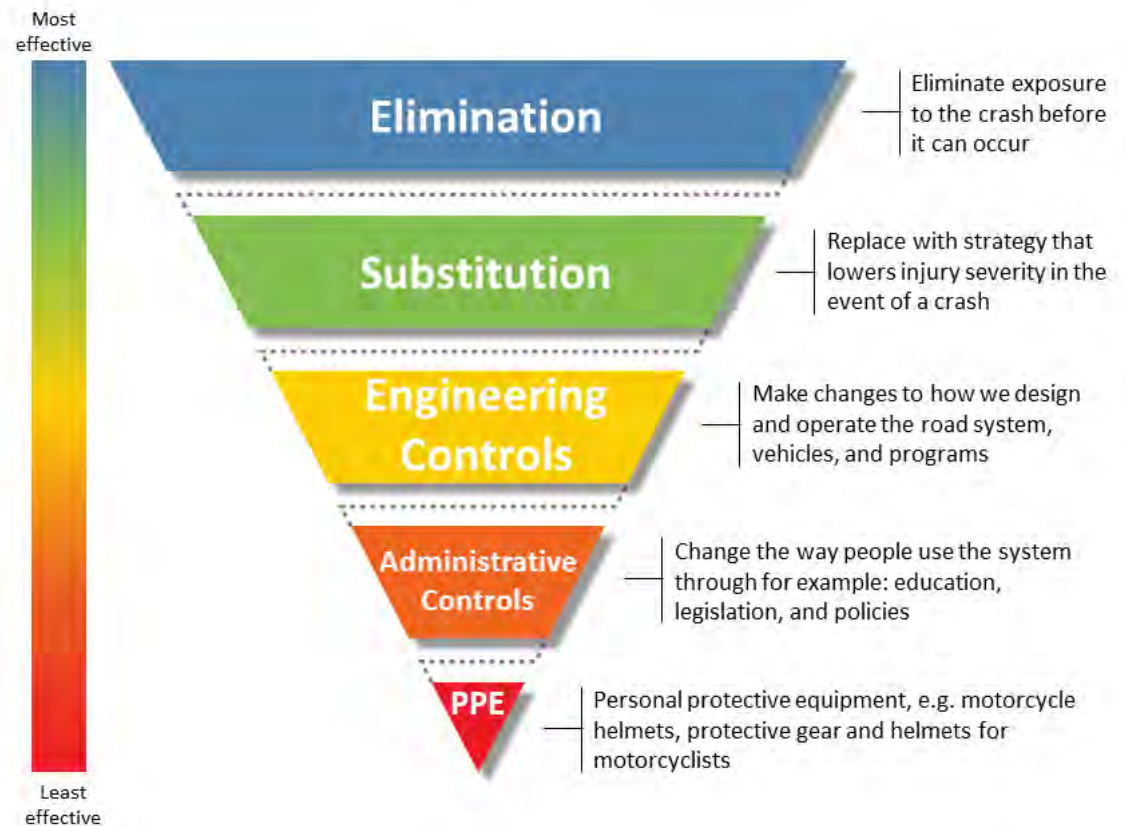 Most
effective
Elimination
Eliminate exposure
to the crash before
it can occur
Substitution
Replace with strategy that
lowers injury severity in the
event of a crash
Engineering
Controls
Make changes to how we design
and operate the road system,
vehicles, and programs
Administrative
Controls
Change the way people use the system
through for example: education,
legislation, and policies
PPE
Personal protective equipment, e.g. motorcycle
helmets, protective gear and helmets for
motorcyclists
Least
effective